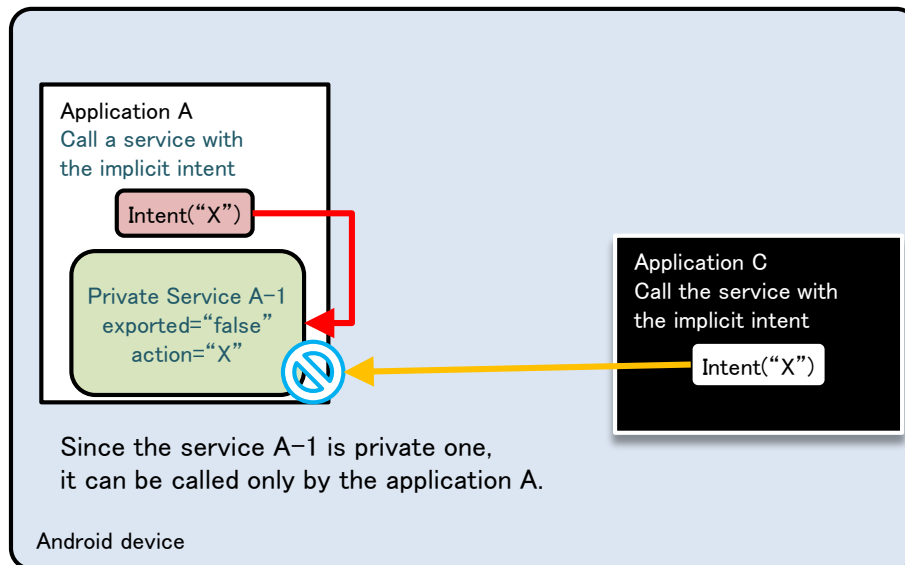 Application A
Call a service with
the implicit intent
Intent(“X”)
Private Service A-1
exported=“false”
action=“X”
Application C
Call the service with
the implicit intent
Intent(“X”)
Since the service A-1 is private one,
it can be called only by the application A.
Android device